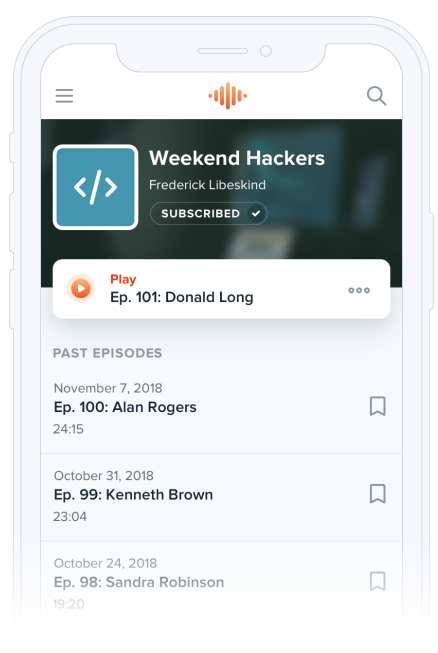 Weekend Hackers
Frederick Libeskind
SUBSCRIBED
Play
Ep. 101: Donald Long
PAST EPISODES
November 7, 2018
Ep. 100: Alan Rogers
24:15
October 31, 2018
Ep. 99: Kenneth Brown
23:04
October 24, 2018
Ep. 98: Sandra Robinson
19:20